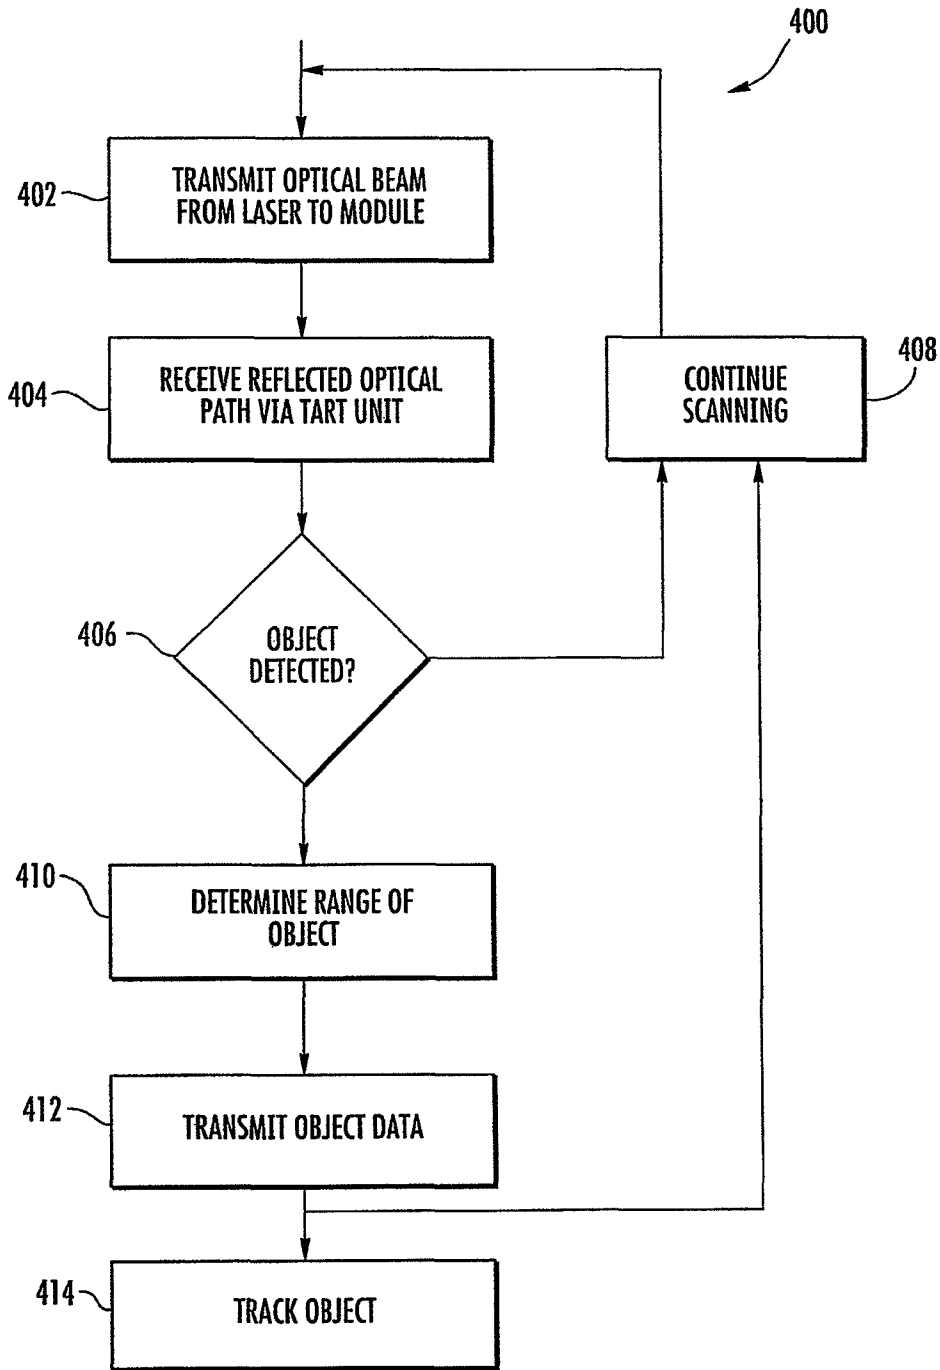 400
402
TRANSMIT OPTICAL BEAM
FROM LASER TO MODULE
404
RECEIVE REFLECTED OPTICAL
PATH VIA TART UNIT
408
CONTINUE
SCANNING
406
OBJECT
DETECTED?
410
DETERMINE RANGE OF
OBJECT
412
TRANSMIT OBJECT DATA
414
TRACK OBJECT